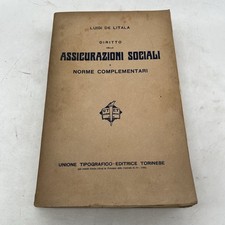 LUIGI DE LITALA
DIRITTO
DELLE
ASSICURAZIONI SOCIALI
E
NORME COMPLEMENTARI
UNIONE TIPOGRAFICO-EDITRICE TORINESE